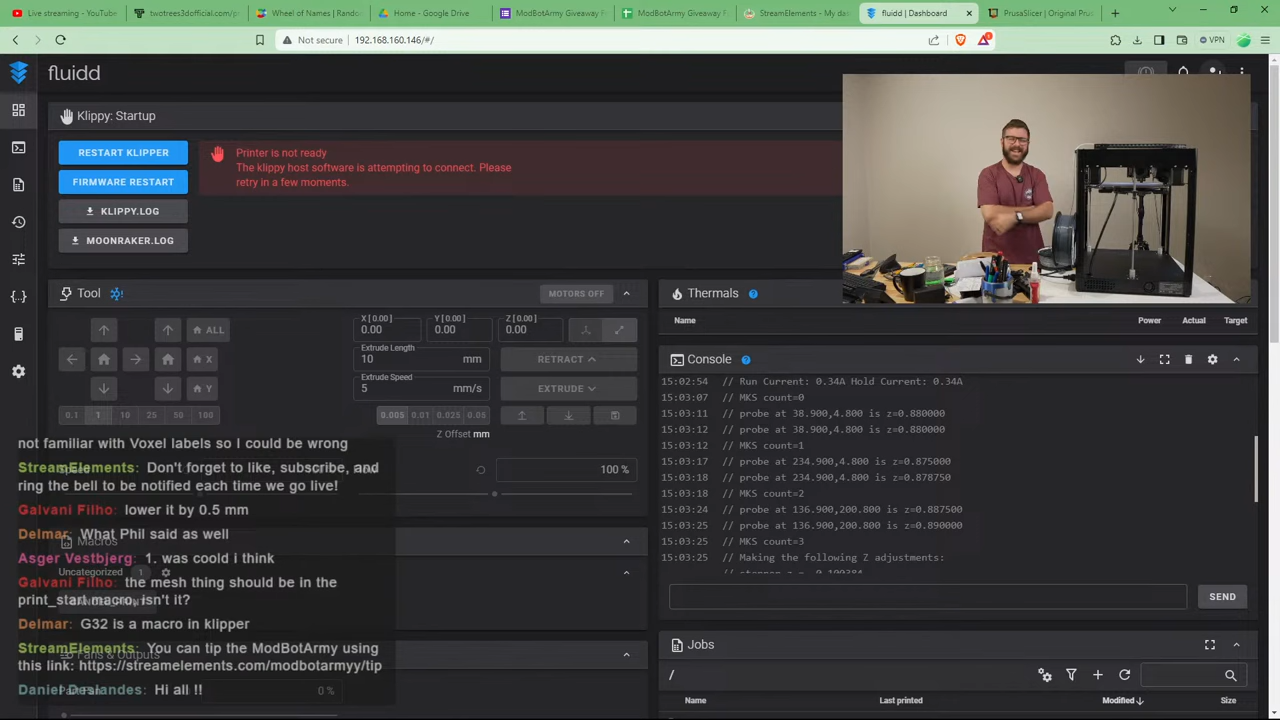 Live streaming - YouTube
twotrees3dofficial.com/p
Wheel of Names | Rando
Home - Google Drive
ModBotArmy Giveaway F
ModBotArmy Giveaway F
StreamElements - My das
fluidd | Dashboard
PrusaSlicer | Original Prus
Not secure
192.168.160.146/#/
VPN
fluidd
Klippy: Startup
RESTART KLIPPER
FIRMWARE RESTART
KLIPPY.LOG
MOONRAKER.LOG
Printer is not ready
The klippy host software is attempting to connect. Please
retry in a few moments.
Tool
MOTORS OFF
X [ 0.00 ]
0.00
Y [ 0.00 ]
0.00
Z [ 0.00 ]
0.00
ALL
X
Y
Extrude Length
10 mm
RETRACT
Extrude Speed
5 mm/s
EXTRUDE
0.1 1 10 25 50 100
0.005 0.01 0.025 0.05
Z Offset mm
Speed
100 %
Macros
Uncategorized 1
CANCEL_PRINT
Fans & Outputs
Part Fan
0 %
not familiar with Voxel labels so I could be wrong
StreamElements: Don't forget to like, subscribe, and
ring the bell to be notified each time we go live!
Galvani Filho: lower it by 0.5 mm
Delmar: What Phil said as well
Asger Vestbjerg: 1. was coold i think
Galvani Filho: the mesh thing should be in the
print_start macro, isn't it?
Delmar: G32 is a macro in klipper
StreamElements: You can tip the ModBotArmy using
this link: https://streamelements.com/modbotarmyy/tip
Daniel Deslandes: Hi all !!
Thermals
Name Power Actual Target
Console
15:02:54 // Run Current: 0.34A Hold Current: 0.34A
15:03:07 // MKS count=0
15:03:11 // probe at 38.900,4.800 is z=0.880000
15:03:12 // probe at 38.900,4.800 is z=0.880000
15:03:12 // MKS count=1
15:03:17 // probe at 234.900,4.800 is z=0.875000
15:03:18 // probe at 234.900,4.800 is z=0.878750
15:03:18 // MKS count=2
15:03:24 // probe at 136.900,200.800 is z=0.887500
15:03:25 // probe at 136.900,200.800 is z=0.890000
15:03:25 // MKS count=3
15:03:25 // Making the following Z adjustments:
SEND
Jobs
/
Name Last printed Modified Size